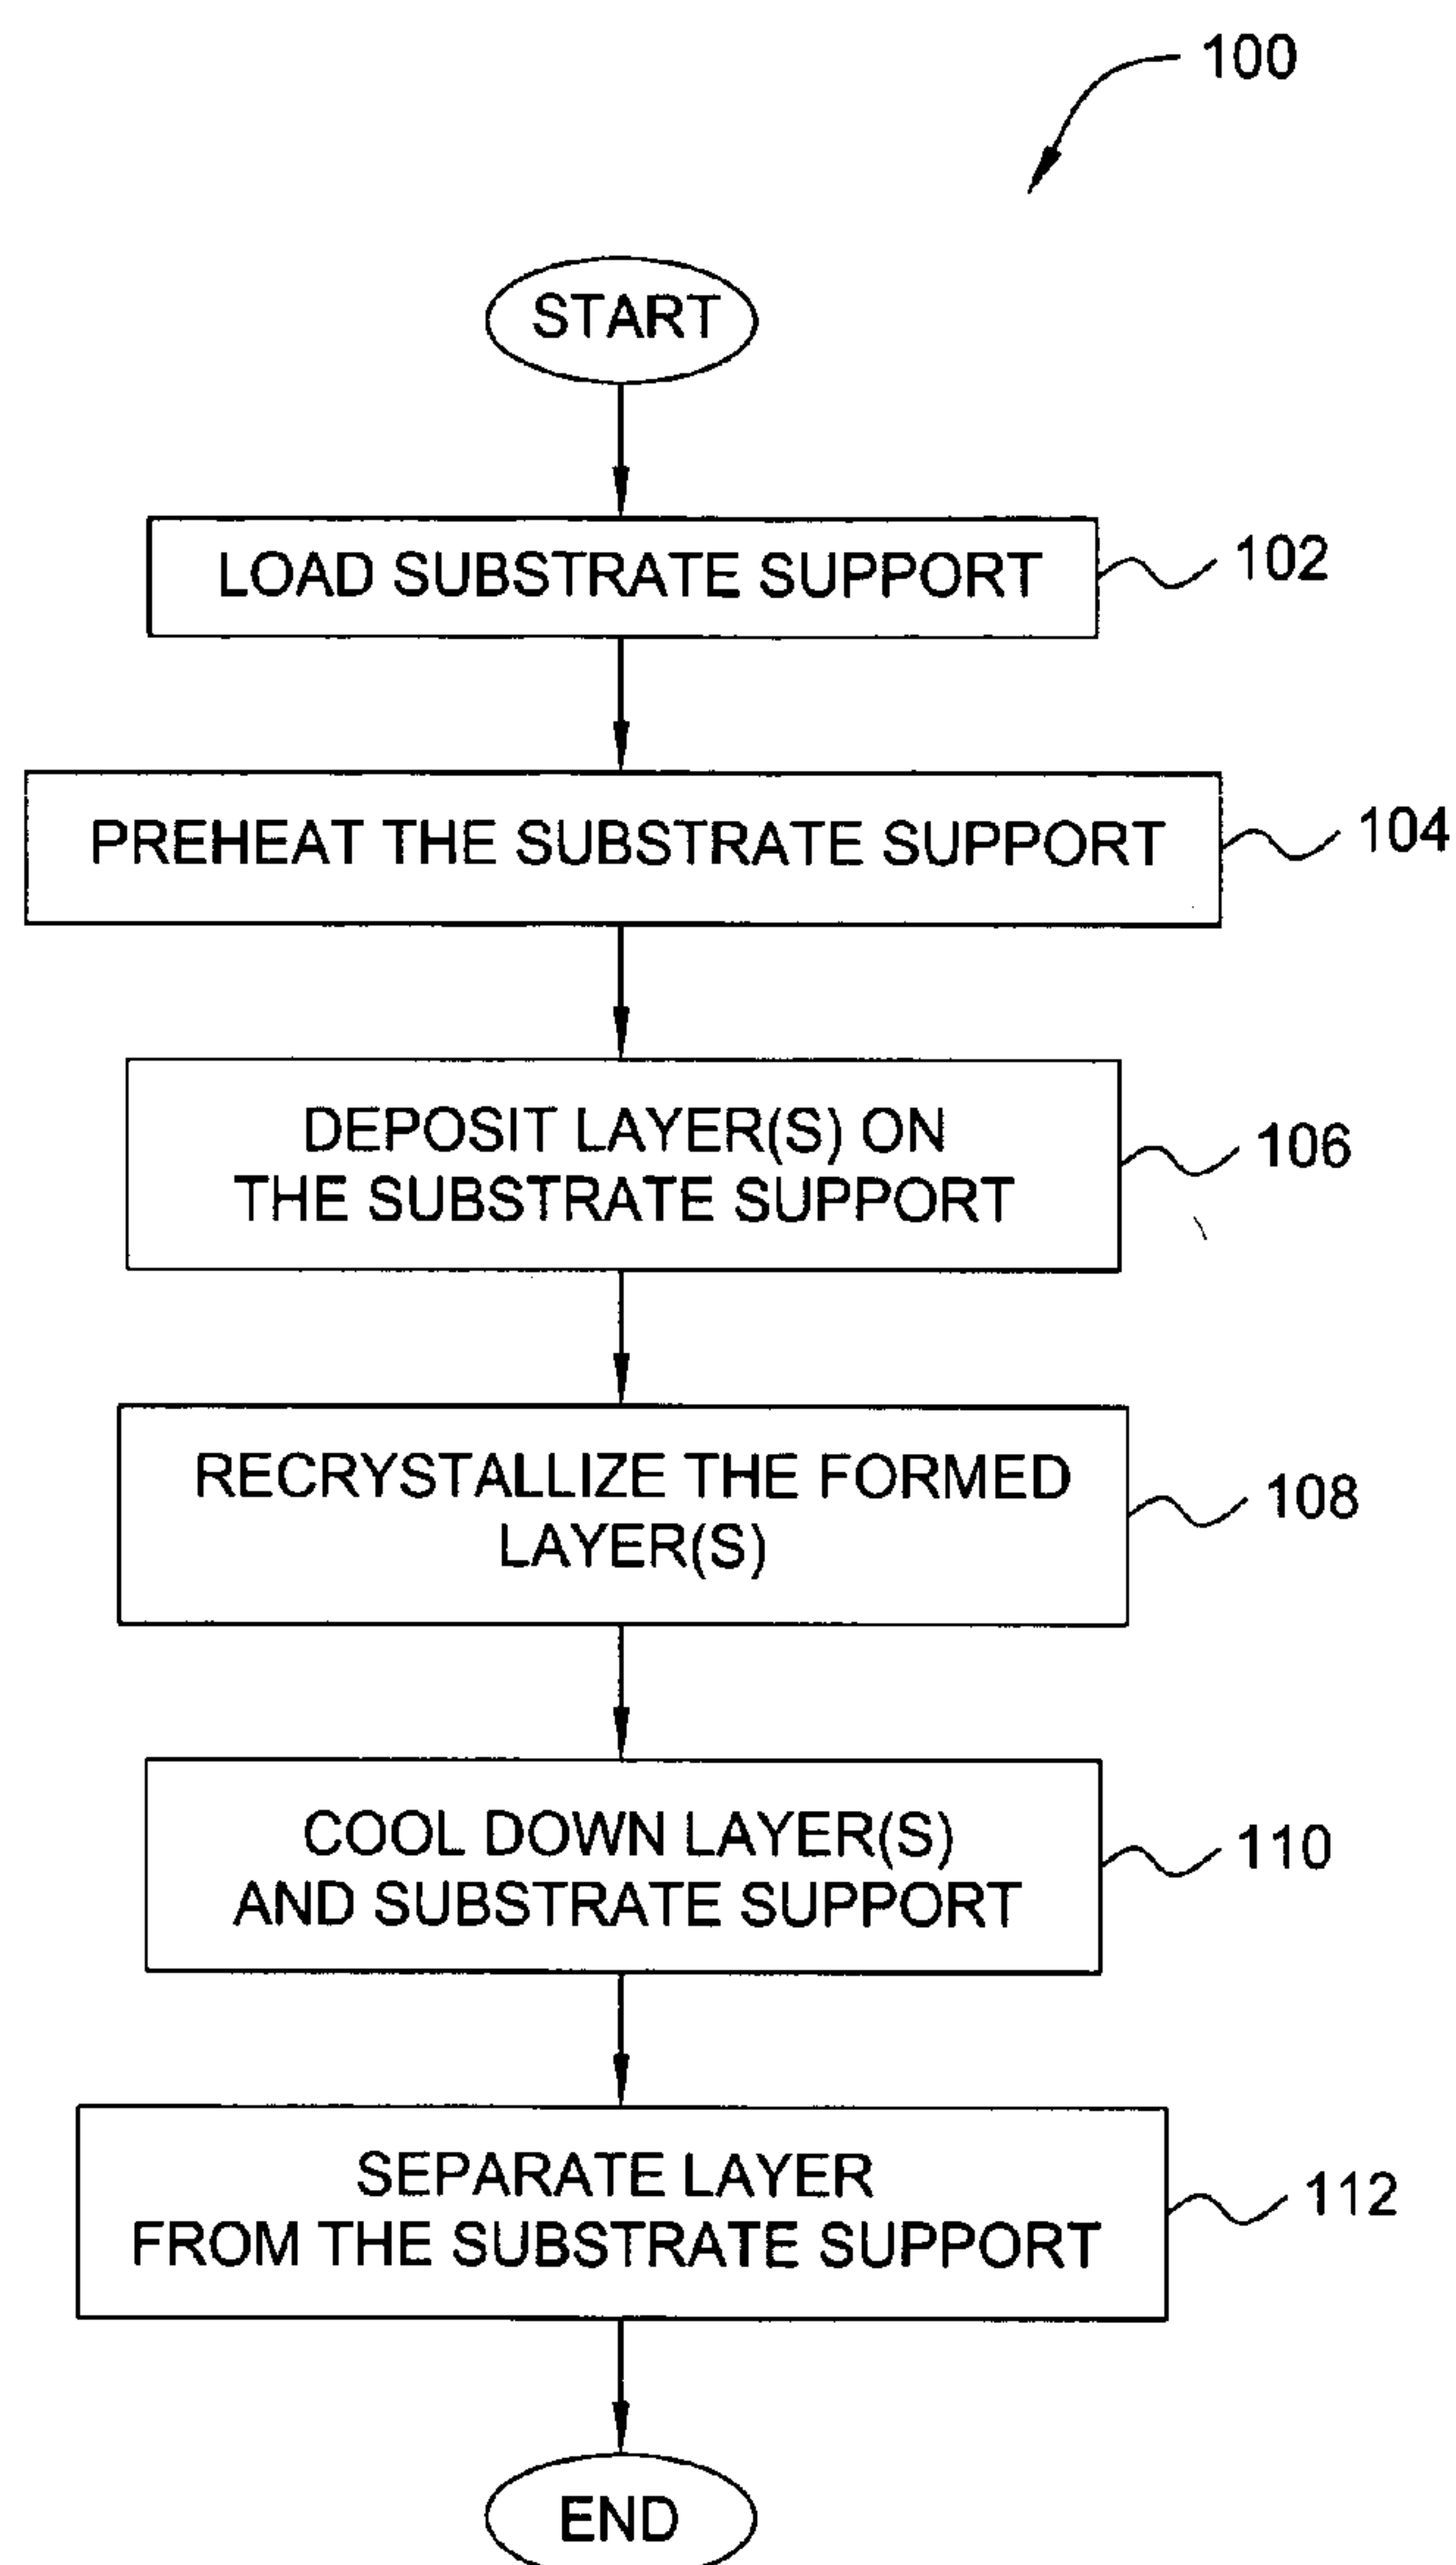 100
START
LOAD SUBSTRATE SUPPORT
102
PREHEAT THE SUBSTRATE SUPPORT
104
DEPOSIT LAYER(S) ON
THE SUBSTRATE SUPPORT
106
RECRYSTALLIZE THE FORMED
LAYER(S)
108
COOL DOWN LAYER(S)
AND SUBSTRATE SUPPORT
110
SEPARATE LAYER
FROM THE SUBSTRATE SUPPORT
112
END